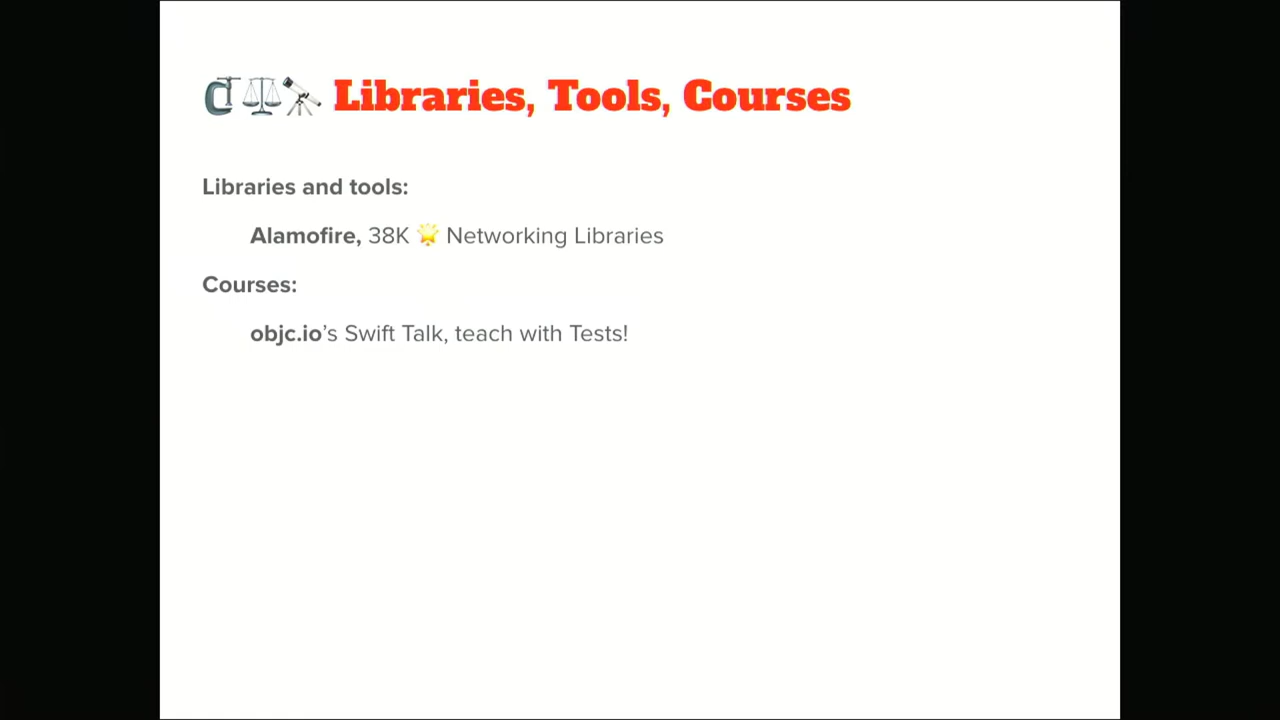 🗜⚖️🔭 Libraries, Tools, Courses
Libraries and tools:
Alamofire, 38K 🌟 Networking Libraries
Courses:
objc.io’s Swift Talk, teach with Tests!